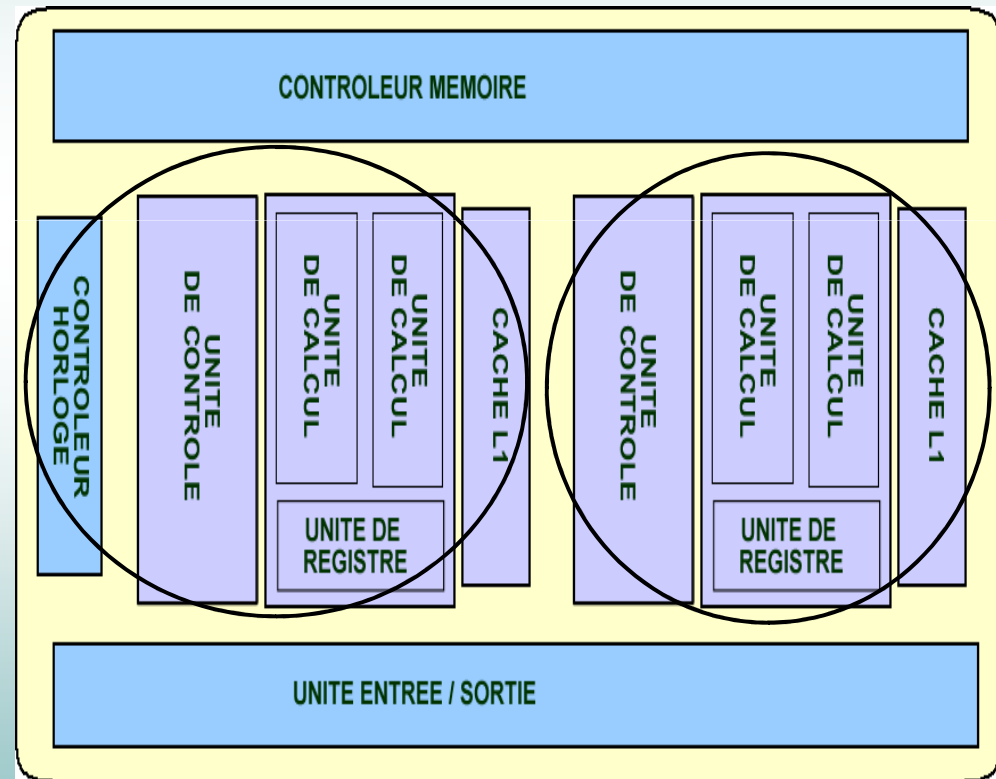 CONTROLEUR MEMOIRE
CONTROLEUR
HORLOGE
UNITE
DE CONTROLE
UNITE
DE CALCUL
UNITE
DE CALCUL
UNITE DE
REGISTRE
CACHE L1
UNITE
DE CONTROLE
UNITE
DE CALCUL
UNITE
DE CALCUL
UNITE DE
REGISTRE
CACHE L1
UNITE ENTREE / SORTIE